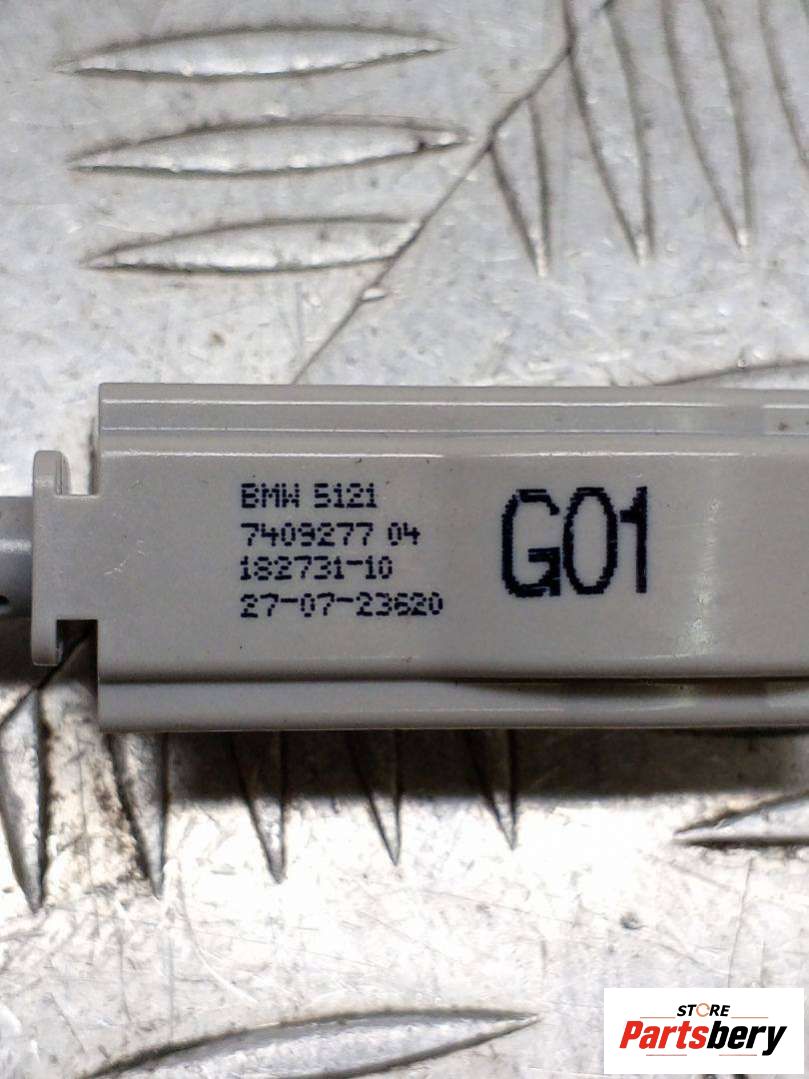 BMW 5121
7409277 04
182731-10
27-07-23620
G01
STORE
Partsbery